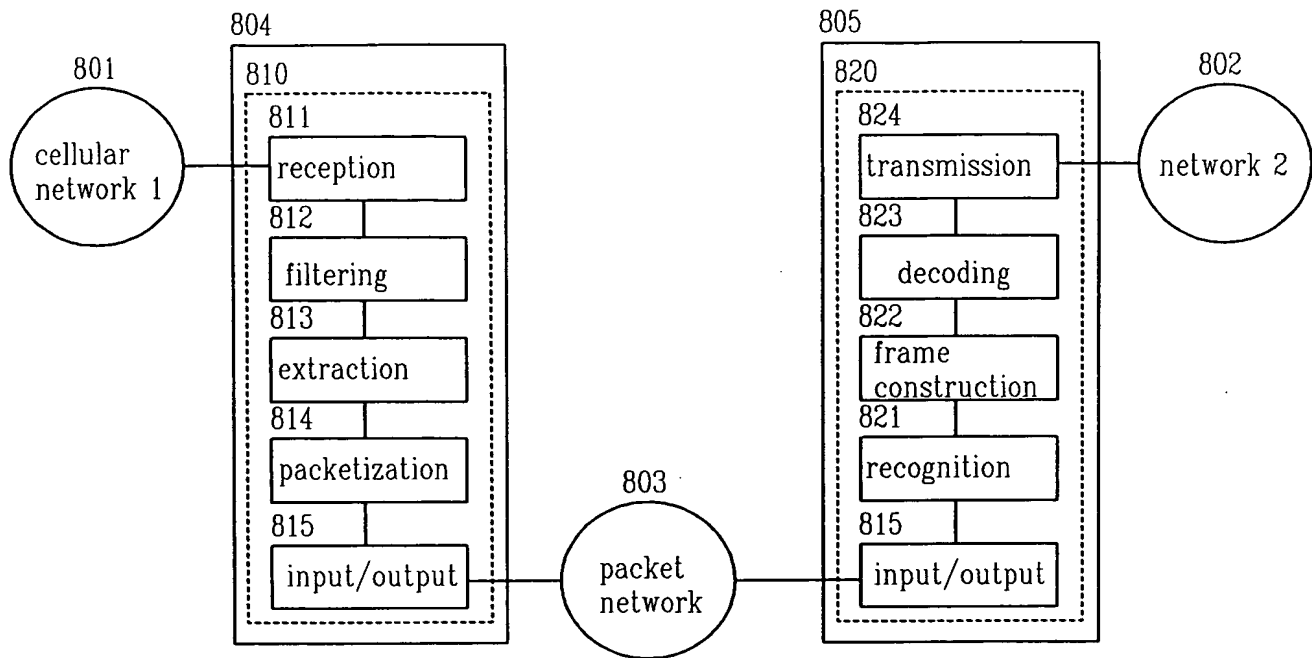 804
805
801
810
820
802
811
824
cellular
network 1
reception
transmission
network 2
812
823
filtering
decoding
813
822
extraction
frame
construction
814
821
packetization
recognition
803
815
815
input/output
packet
network
input/output